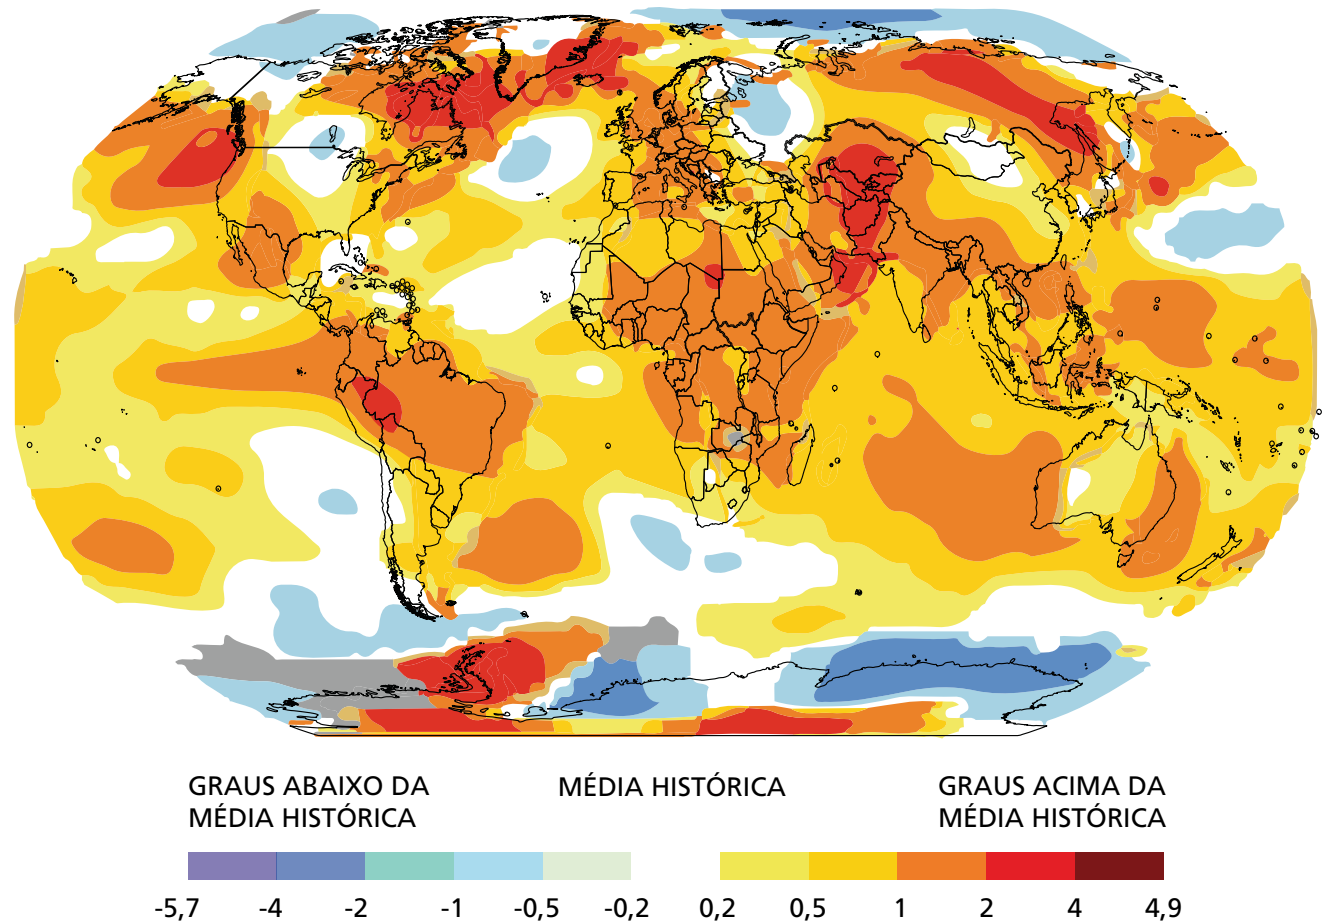 GRAUS ABAIXO DA
MÉDIA HISTÓRICA
MÉDIA HISTÓRICA
GRAUS ACIMA DA
MÉDIA HISTÓRICA
-5,7 -4 -2 -1 -0,5 -0,2 0,2 0,5 1 2 4 4,9